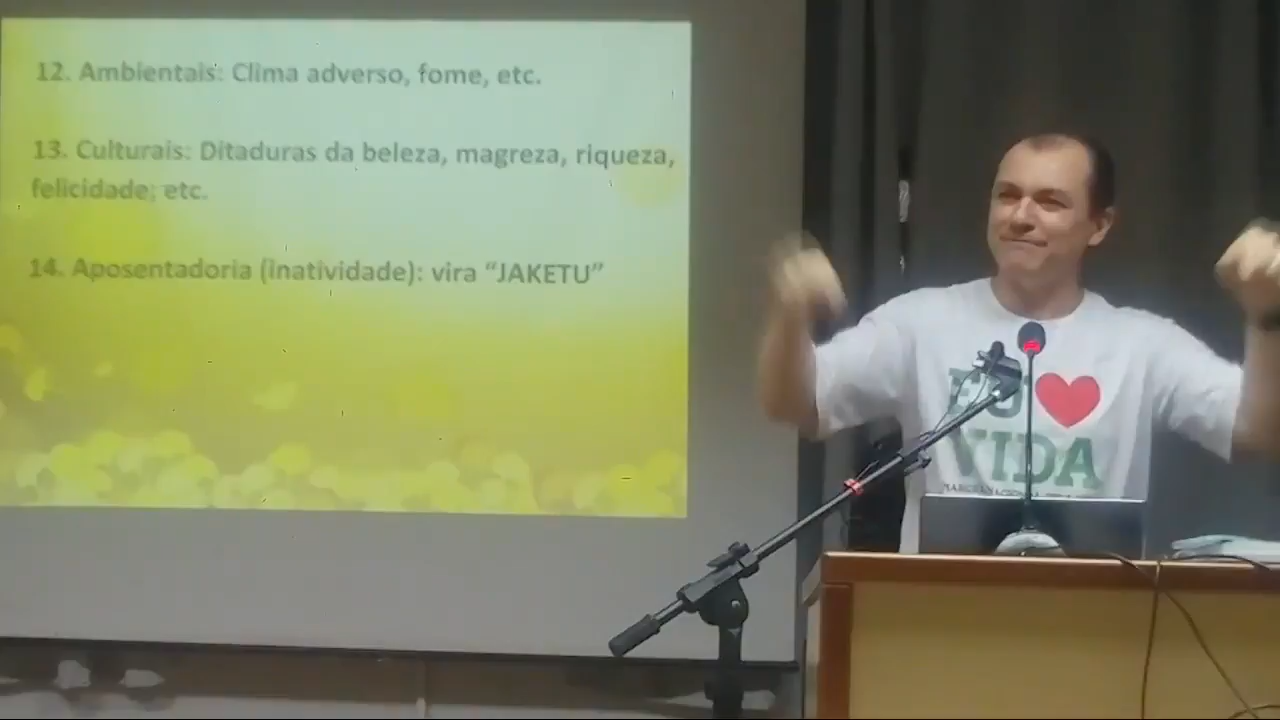 12. Ambientais: Clima adverso, fome, etc.
13. Culturais: Ditaduras da beleza, magreza, riqueza,
felicidade, etc.
14. Aposentadoria (inatividade): vira “JAKETU”
EU
VIDA